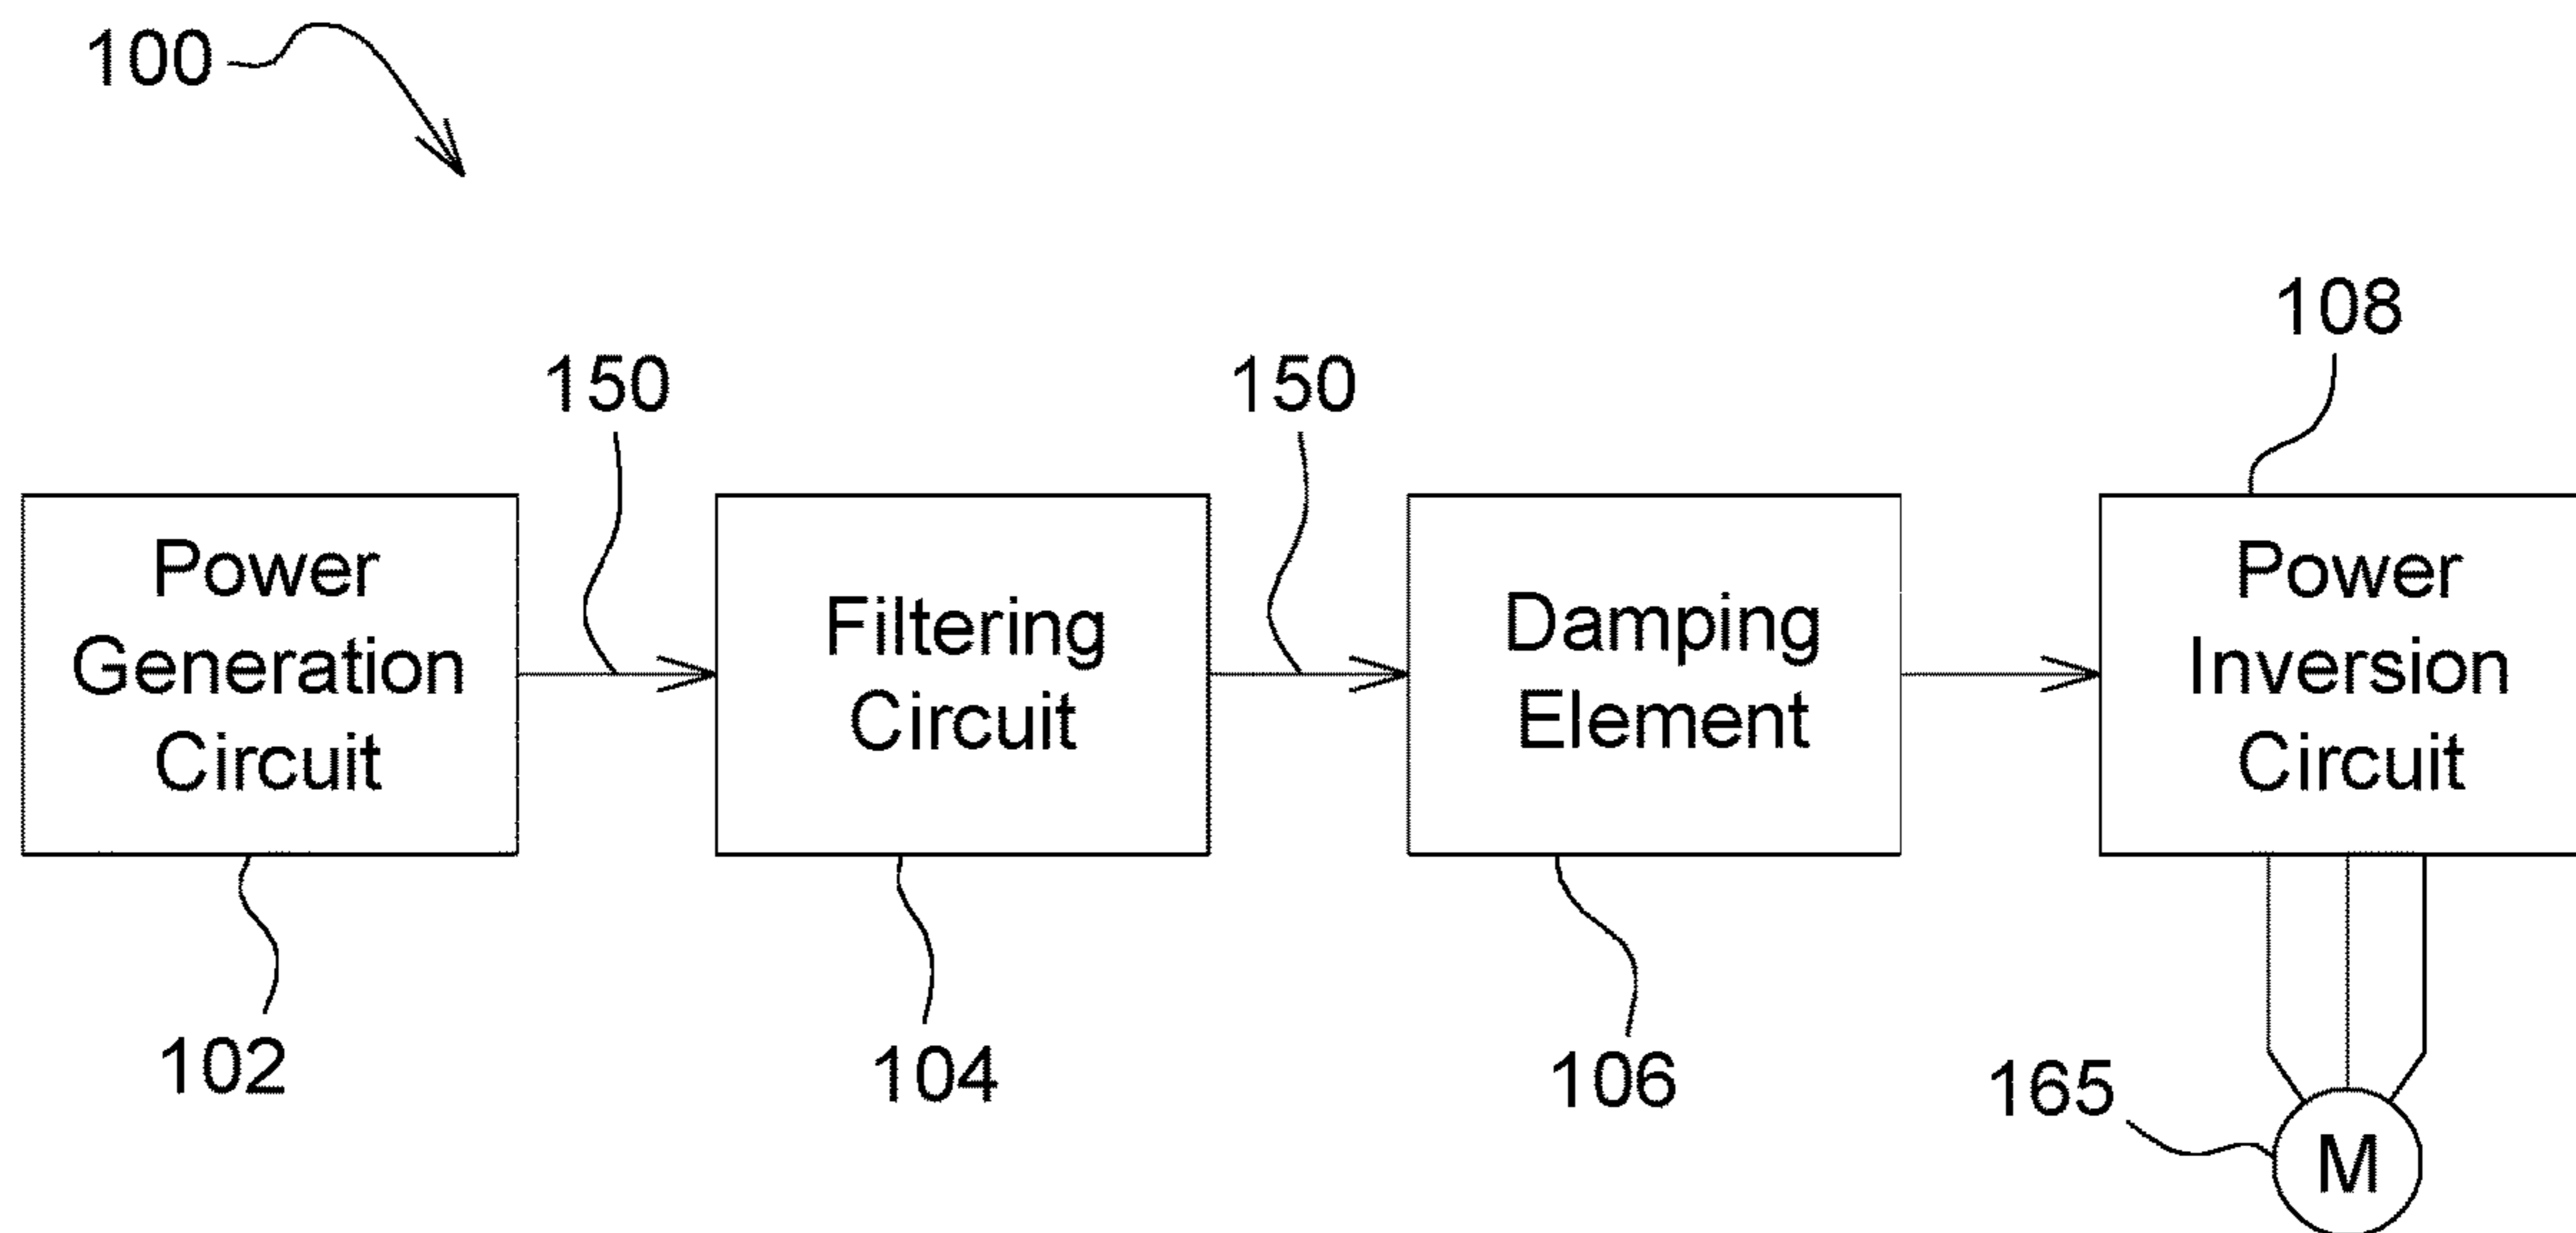 100
150
150
108
Power
Generation
Circuit
Filtering
Circuit
Damping
Element
Power
Inversion
Circuit
102
104
106
165
M